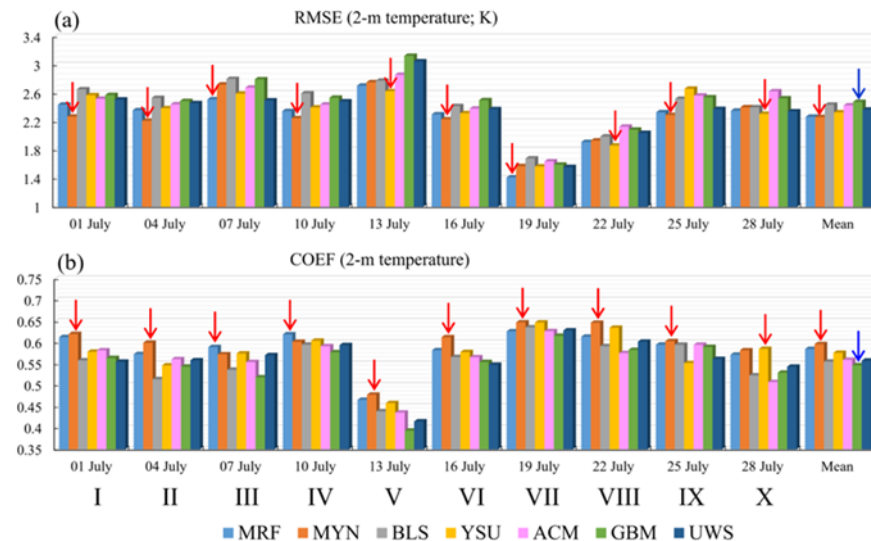 (a)
RMSE (2-m temperature; K)
3.4
3
2.6
2.2
1.8
1.4
1
01 July 04 July 07 July 10 July 13 July 16 July 19 July 22 July 25 July 28 July Mean
(b)
COEF (2-m temperature)
0.75
0.7
0.65
0.6
0.55
0.5
0.45
0.4
0.35
01 July 04 July 07 July 10 July 13 July 16 July 19 July 22 July 25 July 28 July Mean
I II III IV V VI VII VIII IX X
MRF MYN BLS YSU ACM GBM UWS